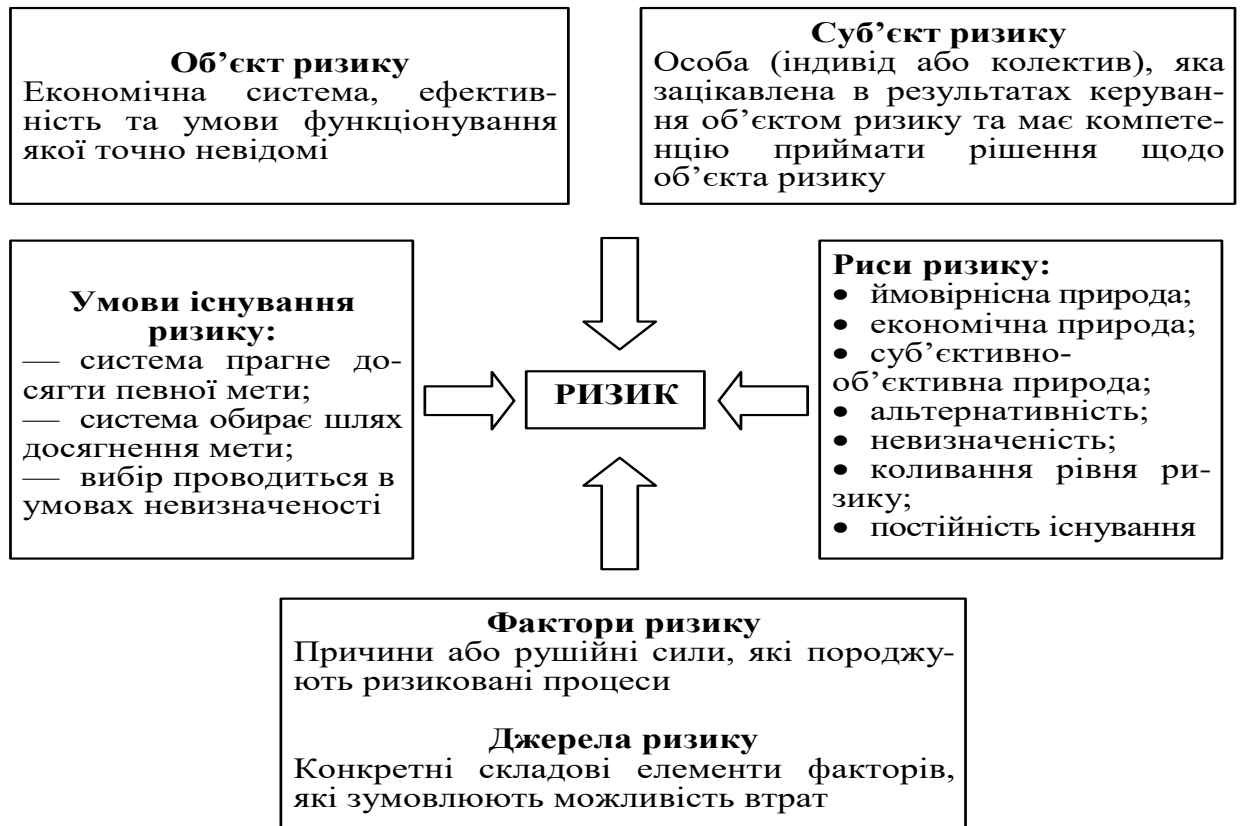 Об’єкт ризику
Економічна система, ефектив-
ність та умови функціонування
якої точно невідомі
Суб’єкт ризику
Особа (індивід або колектив), яка
зацікавлена в результатах керуван-
ня об’єктом ризику та має компете-
нцію приймати рішення щодо
об’єкта ризику
Умови існування
ризику:
— система прагне до-
сягти певної мети;
— система обирає шлях
досягнення мети;
— вибір проводиться в
умовах невизначеності
РИЗИК
Риси ризику:
• ймовірнісна природа;
• економічна природа;
• суб’єктивно-
об’єктивна природа;
• альтернативність;
• невизначеність;
• коливання рівня ри-
зику;
• постійність існування
Фактори ризику
Причини або рушійні сили, які породжу-
ють ризиковані процеси
Джерела ризику
Конкретні складові елементи факторів,
які зумовлюють можливість втрат